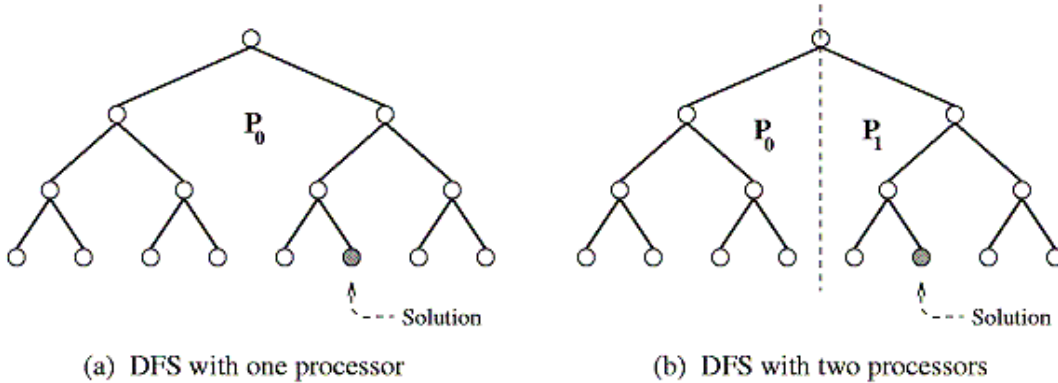 P0
P0
P1
Solution
Solution
(a) DFS with one processor
(b) DFS with two processors